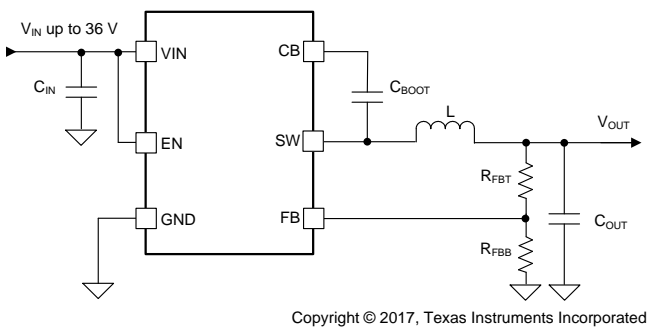 V_IN up to 36 V
VIN
CB
C_IN
C_BOOT
L
V_OUT
EN
SW
R_FBT
GND
FB
C_OUT
R_FBB
Copyright © 2017, Texas Instruments Incorporated